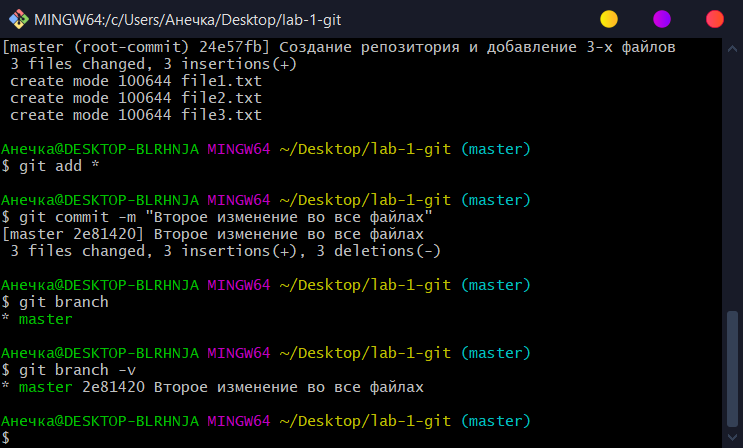 MINGW64:/c/Users/Анечка/Desktop/lab-1-git
[master (root-commit) 24e57fb] Создание репозитория и добавление 3-х файлов
 3 files changed, 3 insertions(+)
 create mode 100644 file1.txt
 create mode 100644 file2.txt
 create mode 100644 file3.txt
Анечка@DESKTOP-BLRHNJA MINGW64 ~/Desktop/lab-1-git (master)
$ git add *
Анечка@DESKTOP-BLRHNJA MINGW64 ~/Desktop/lab-1-git (master)
$ git commit -m "Второе изменение во все файлах"
[master 2e81420] Второе изменение во все файлах
 3 files changed, 3 insertions(+), 3 deletions(-)
Анечка@DESKTOP-BLRHNJA MINGW64 ~/Desktop/lab-1-git (master)
$ git branch
* master
Анечка@DESKTOP-BLRHNJA MINGW64 ~/Desktop/lab-1-git (master)
$ git branch -v
* master 2e81420 Второе изменение во все файлах
Анечка@DESKTOP-BLRHNJA MINGW64 ~/Desktop/lab-1-git (master)
$